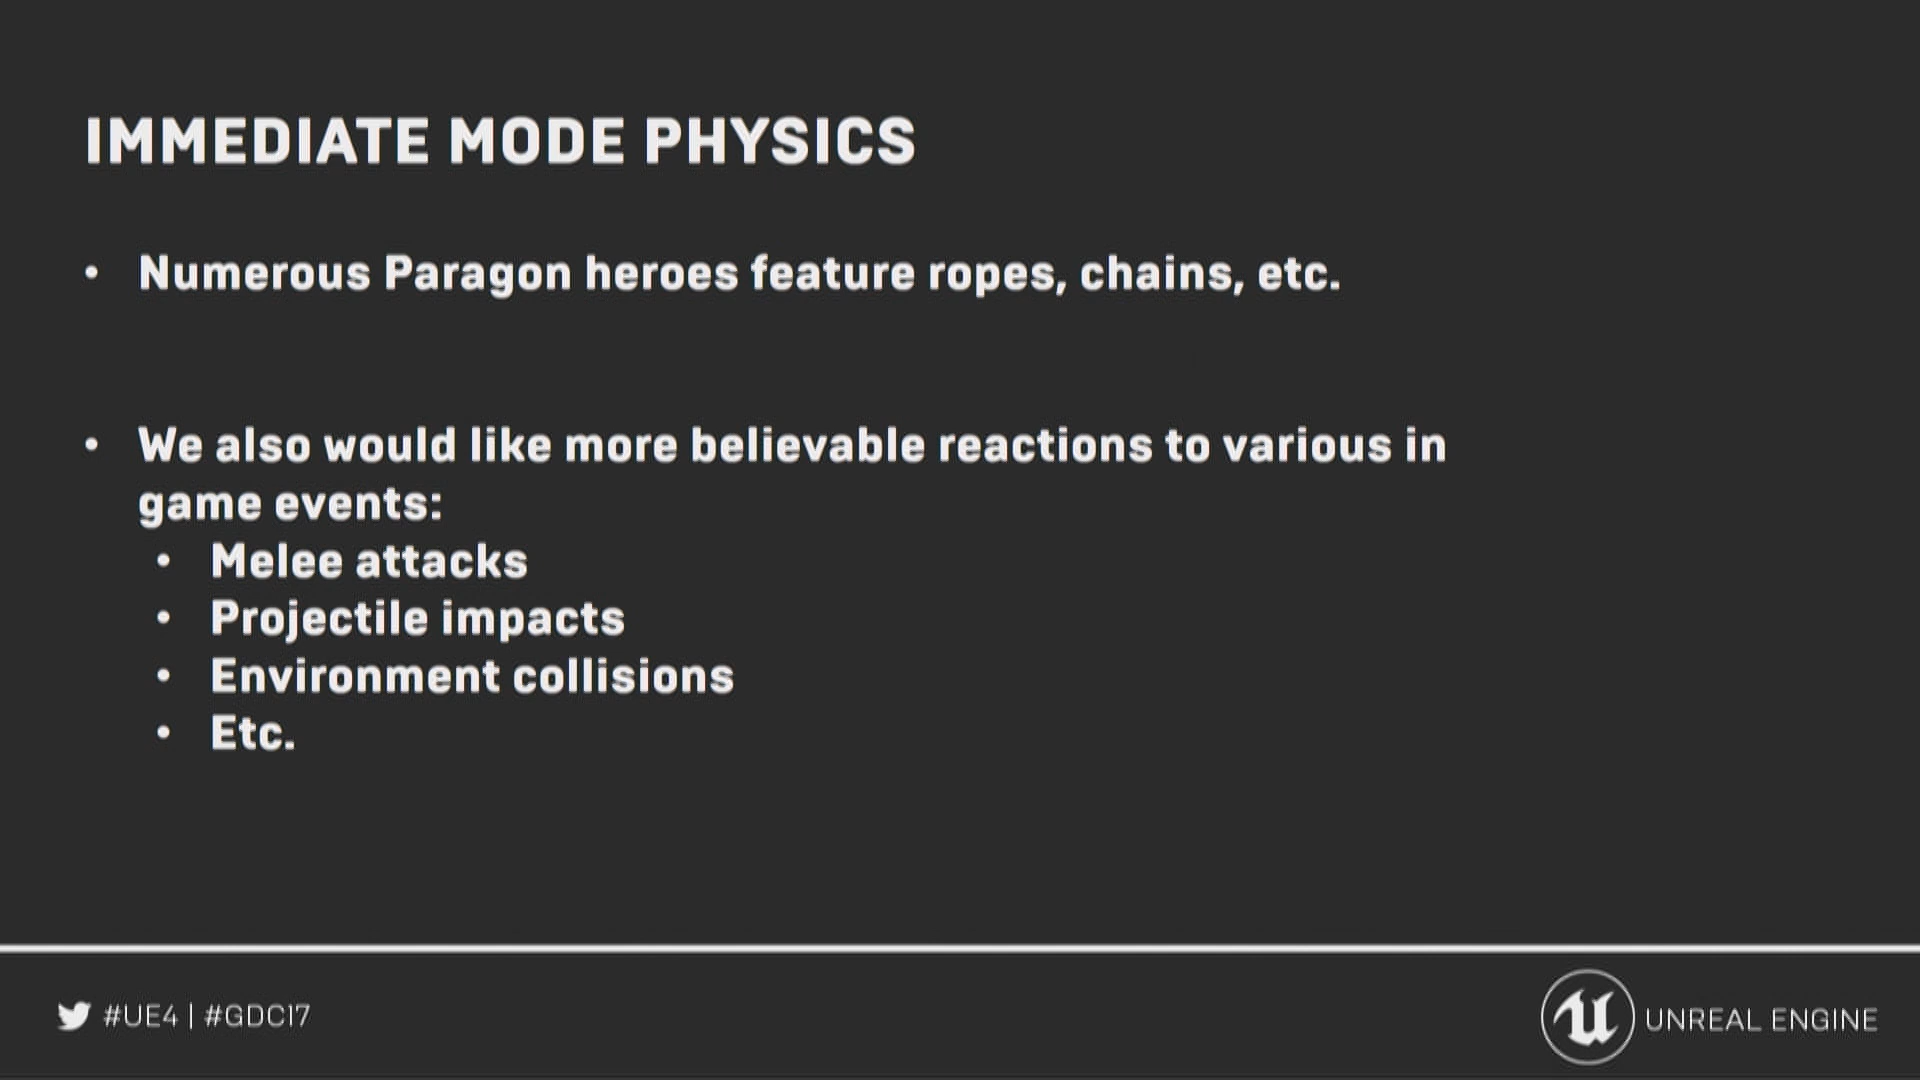 IMMEDIATE MODE PHYSICS
• Numerous Paragon heroes feature ropes, chains, etc.
• We also would like more believable reactions to various in
game events:
• Melee attacks
• Projectile impacts
• Environment collisions
• Etc.
#UE4 | #GDC17
UNREAL ENGINE